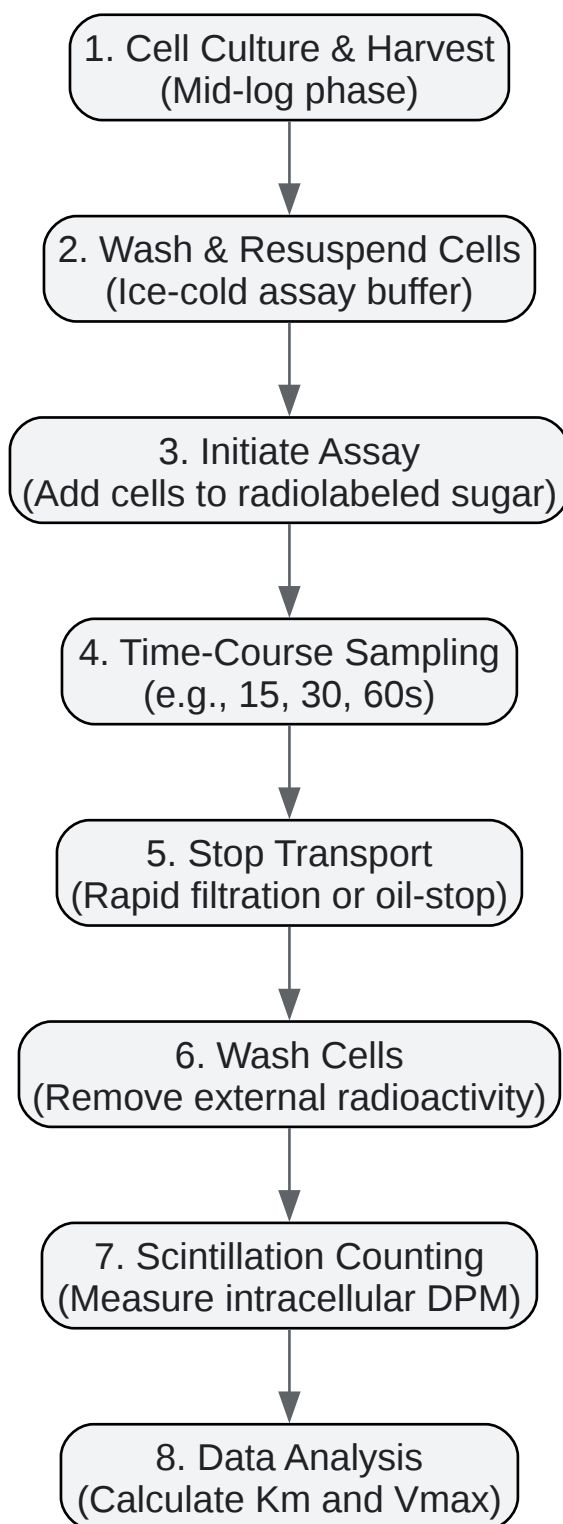 1. Cell Culture & Harvest
(Mid-log phase)
2. Wash & Resuspend Cells
(Ice-cold assay buffer)
3. Initiate Assay
(Add cells to radiolabeled sugar)
4. Time-Course Sampling
(e.g., 15, 30, 60s)
5. Stop Transport
(Rapid filtration or oil-stop)
6. Wash Cells
(Remove external radioactivity)
7. Scintillation Counting
(Measure intracellular DPM)
8. Data Analysis
(Calculate Km and Vmax)